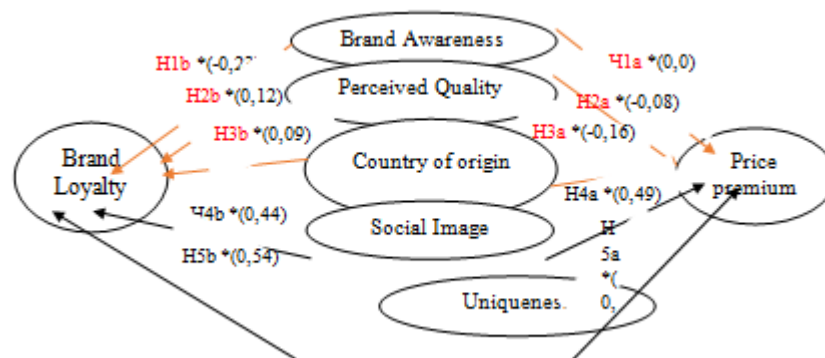 Brand Awareness
H1b *(-0,2
Ч1a *(0,0)
Perceived Quality
H2b *(0,12)
H2a *(-0,08)
H3b *(0,09)
H3a *(-0,16)
Brand
Loyalty
Country of origin
Price
premium
H4a *(0,49)
Ч4b *(0,44)
Social Image
H
5a
*(
0,
H5b *(0,54)
Uniquenes